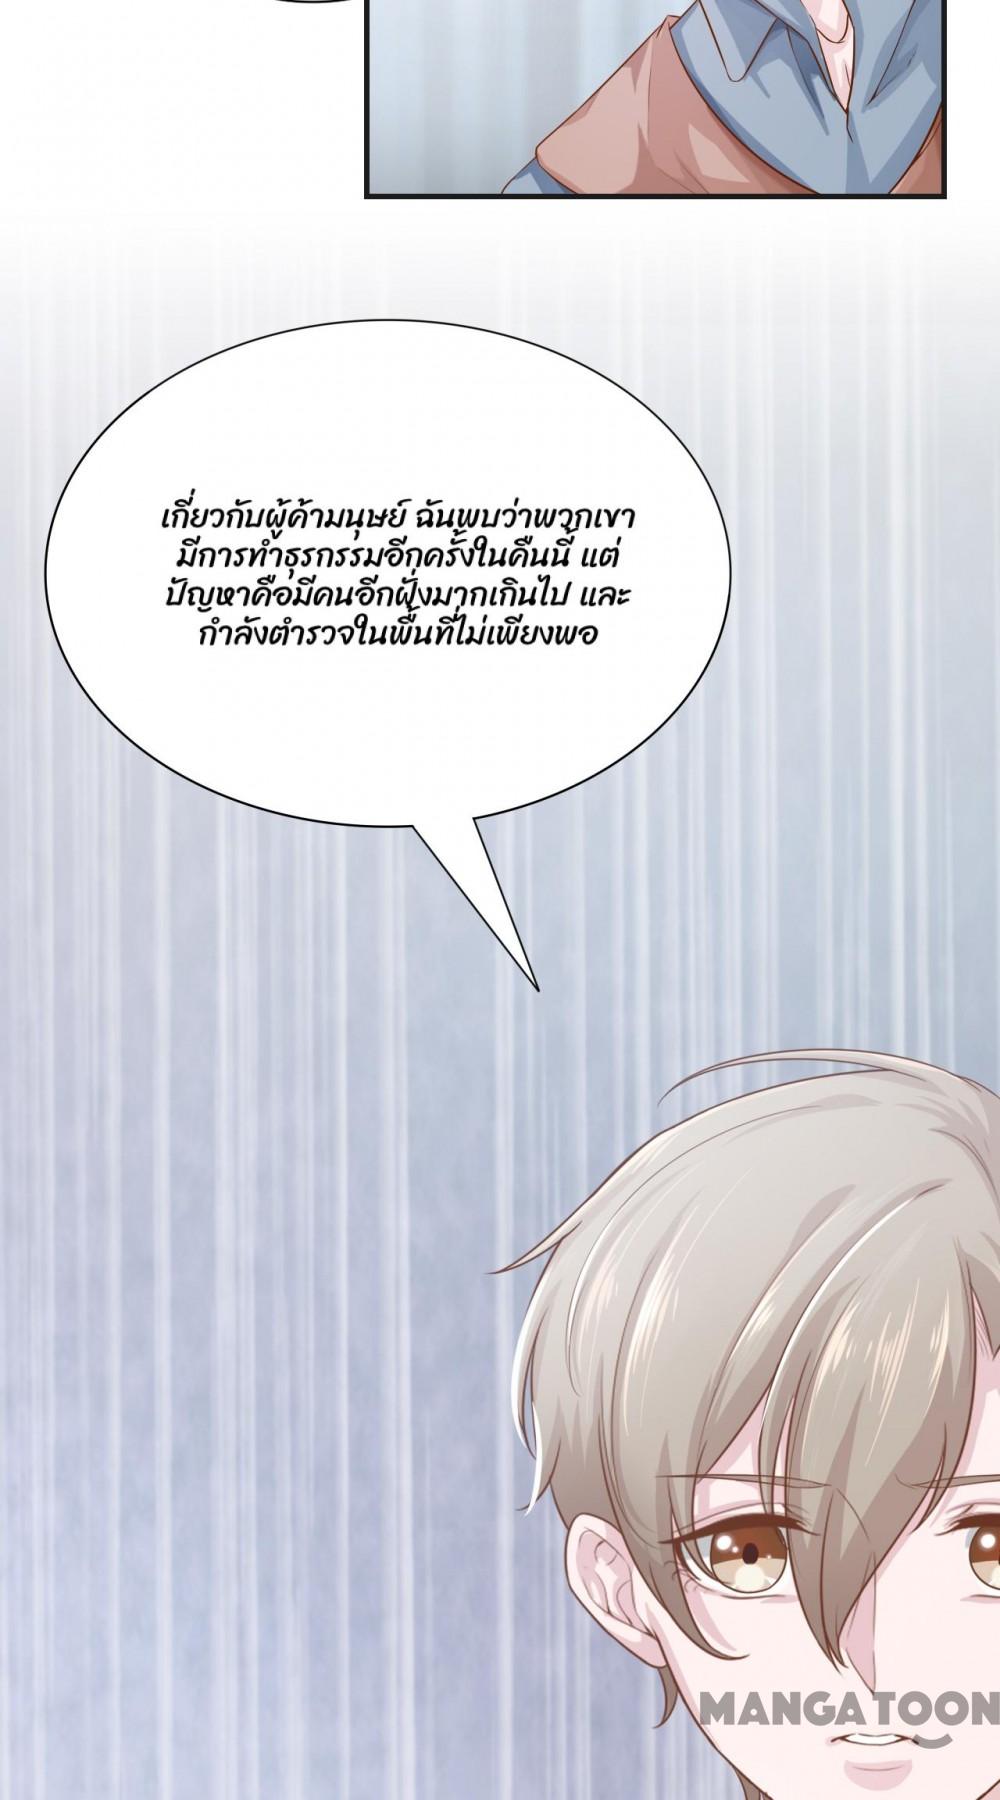 เกี่ยวกับผู้ค้ามนุษย์ ฉันพบว่าพวกเขา
มีการทำธุรกรรมอีกครั้งในคืนนี้ แต่
ปัญหาคือมีคนอีกฝั่งมากเกินไป และ
กำลังตำรวจในพื้นที่ไม่เพียงพอ
MANGATOON